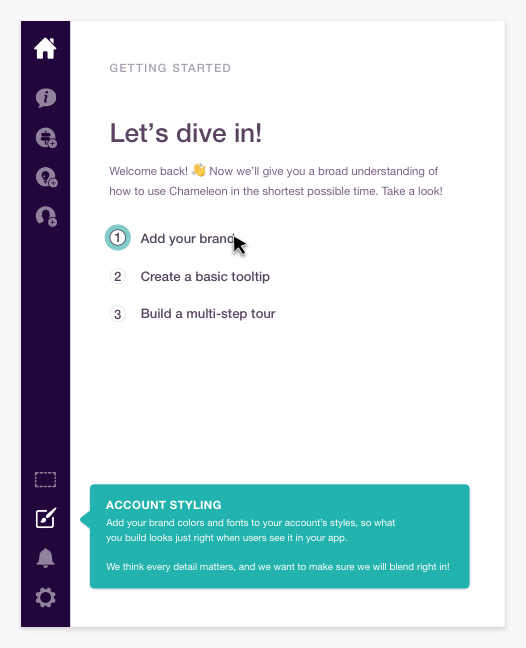 GETTING STARTED
Let’s dive in!
Welcome back! 👋 Now we’ll give you a broad understanding of
how to use Chameleon in the shortest possible time. Take a look!
1 Add your brand
2 Create a basic tooltip
3 Build a multi-step tour
ACCOUNT STYLING
Add your brand colors and fonts to your account’s styles, so what
you build looks just right when users see it in your app.
We think every detail matters, and we want to make sure we will blend right in!